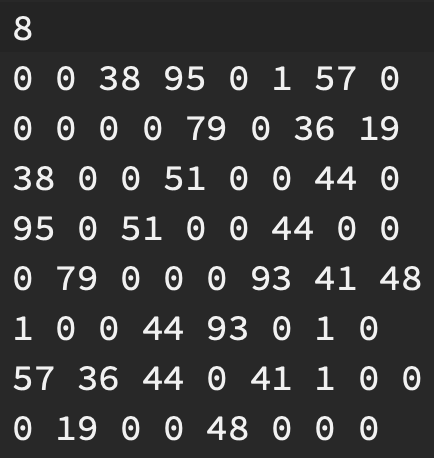 8
0 0 38 95 0 1 57 0
0 0 0 0 79 0 36 19
38 0 0 51 0 0 44 0
95 0 51 0 0 44 0 0
0 79 0 0 0 93 41 48
1 0 0 44 93 0 1 0
57 36 44 0 41 1 0 0
0 19 0 0 48 0 0 0